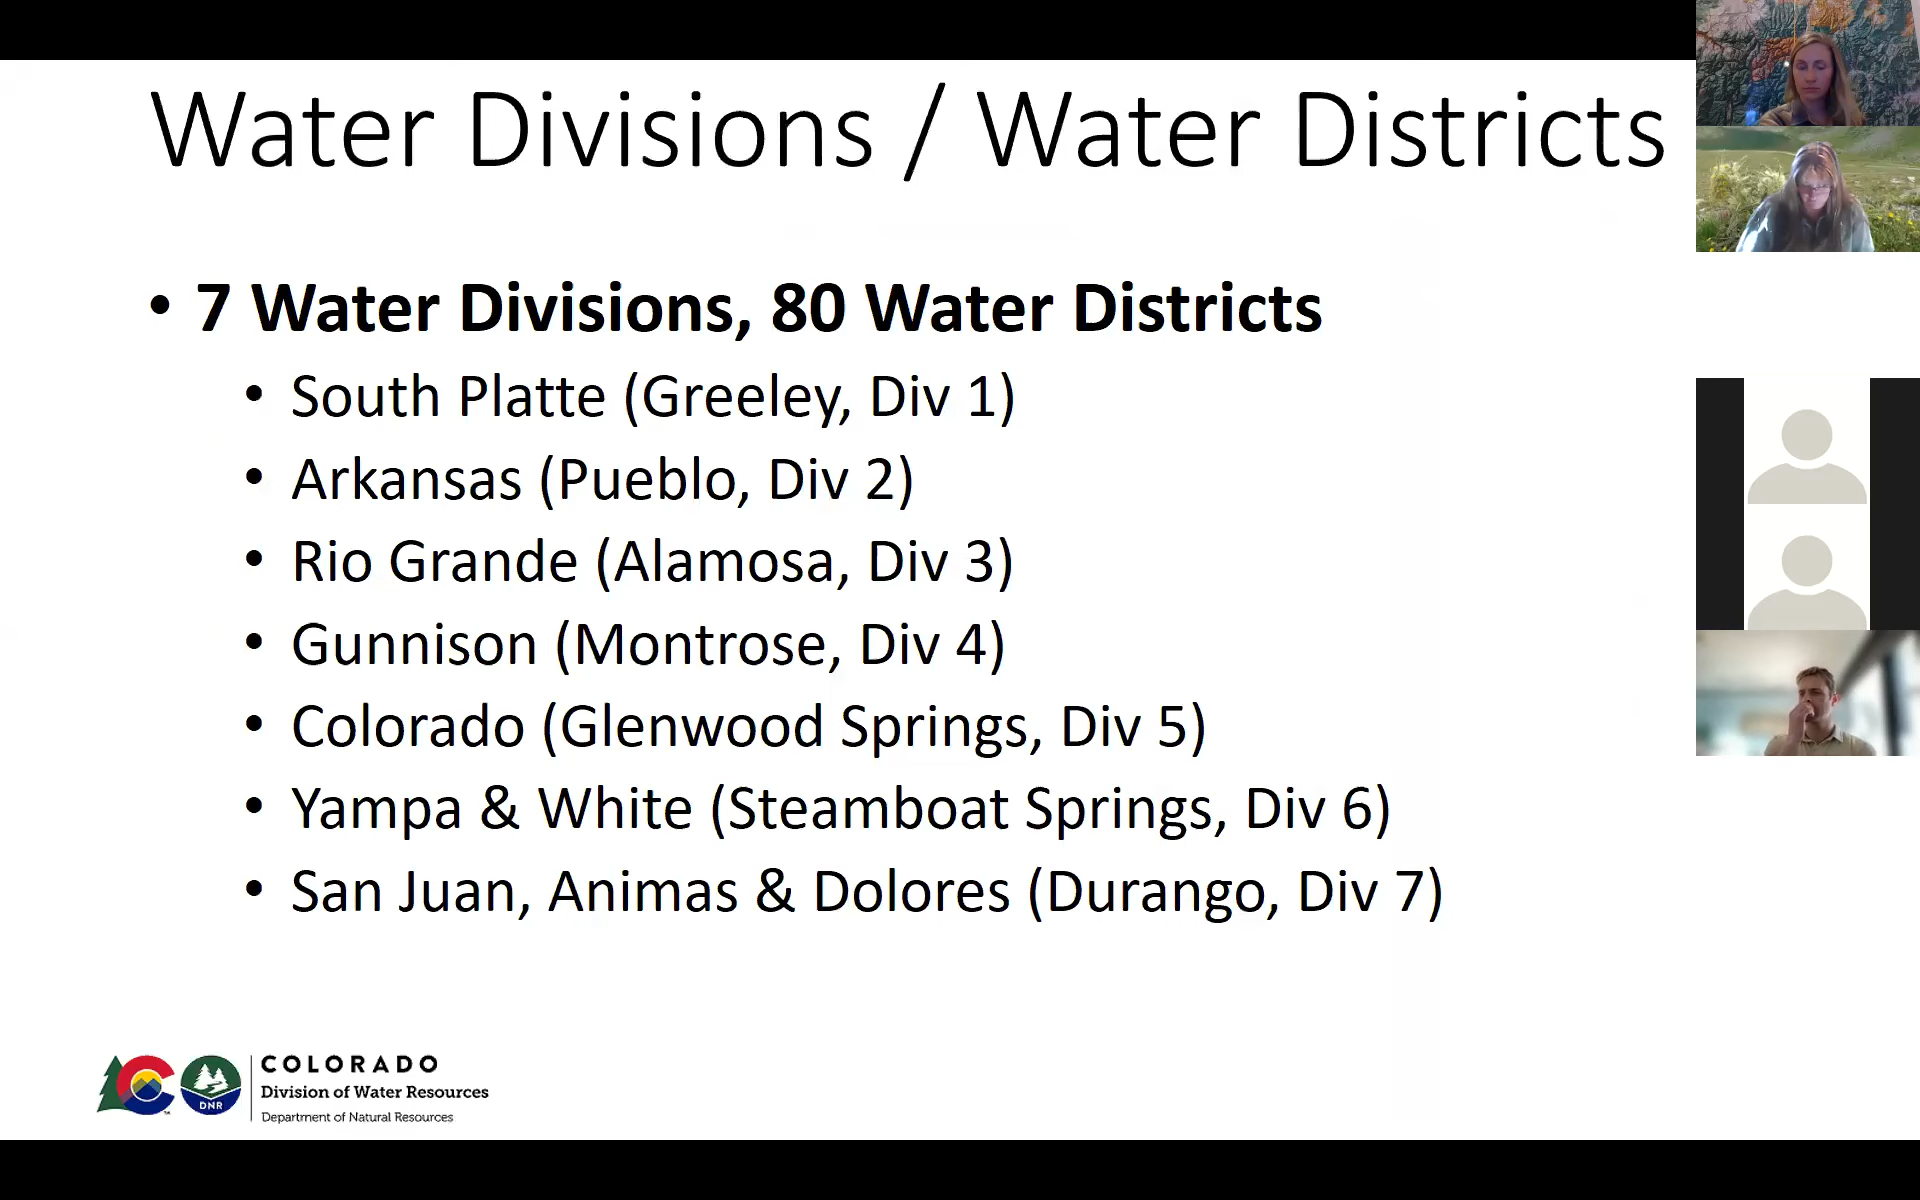 Water Divisions / Water Districts
• 7 Water Divisions, 80 Water Districts
• South Platte (Greeley, Div 1)
• Arkansas (Pueblo, Div 2)
• Rio Grande (Alamosa, Div 3)
• Gunnison (Montrose, Div 4)
• Colorado (Glenwood Springs, Div 5)
• Yampa & White (Steamboat Springs, Div 6)
• San Juan, Animas & Dolores (Durango, Div 7)
DNR
COLORADO
Division of Water Resources
Department of Natural Resources